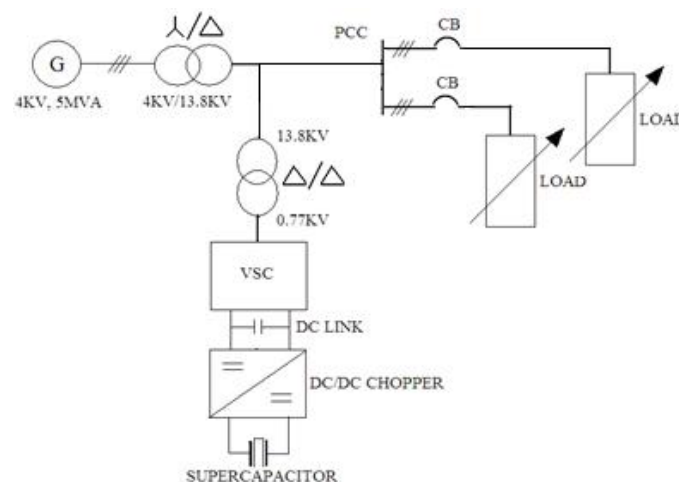 PCC
CB
G
4KV, 5MVA
4KV/13.8KV
CB
LOAD
LOAD
13.8KV
0.77KV
VSC
DC LINK
DC/DC CHOPPER
SUPERCAPACITOR